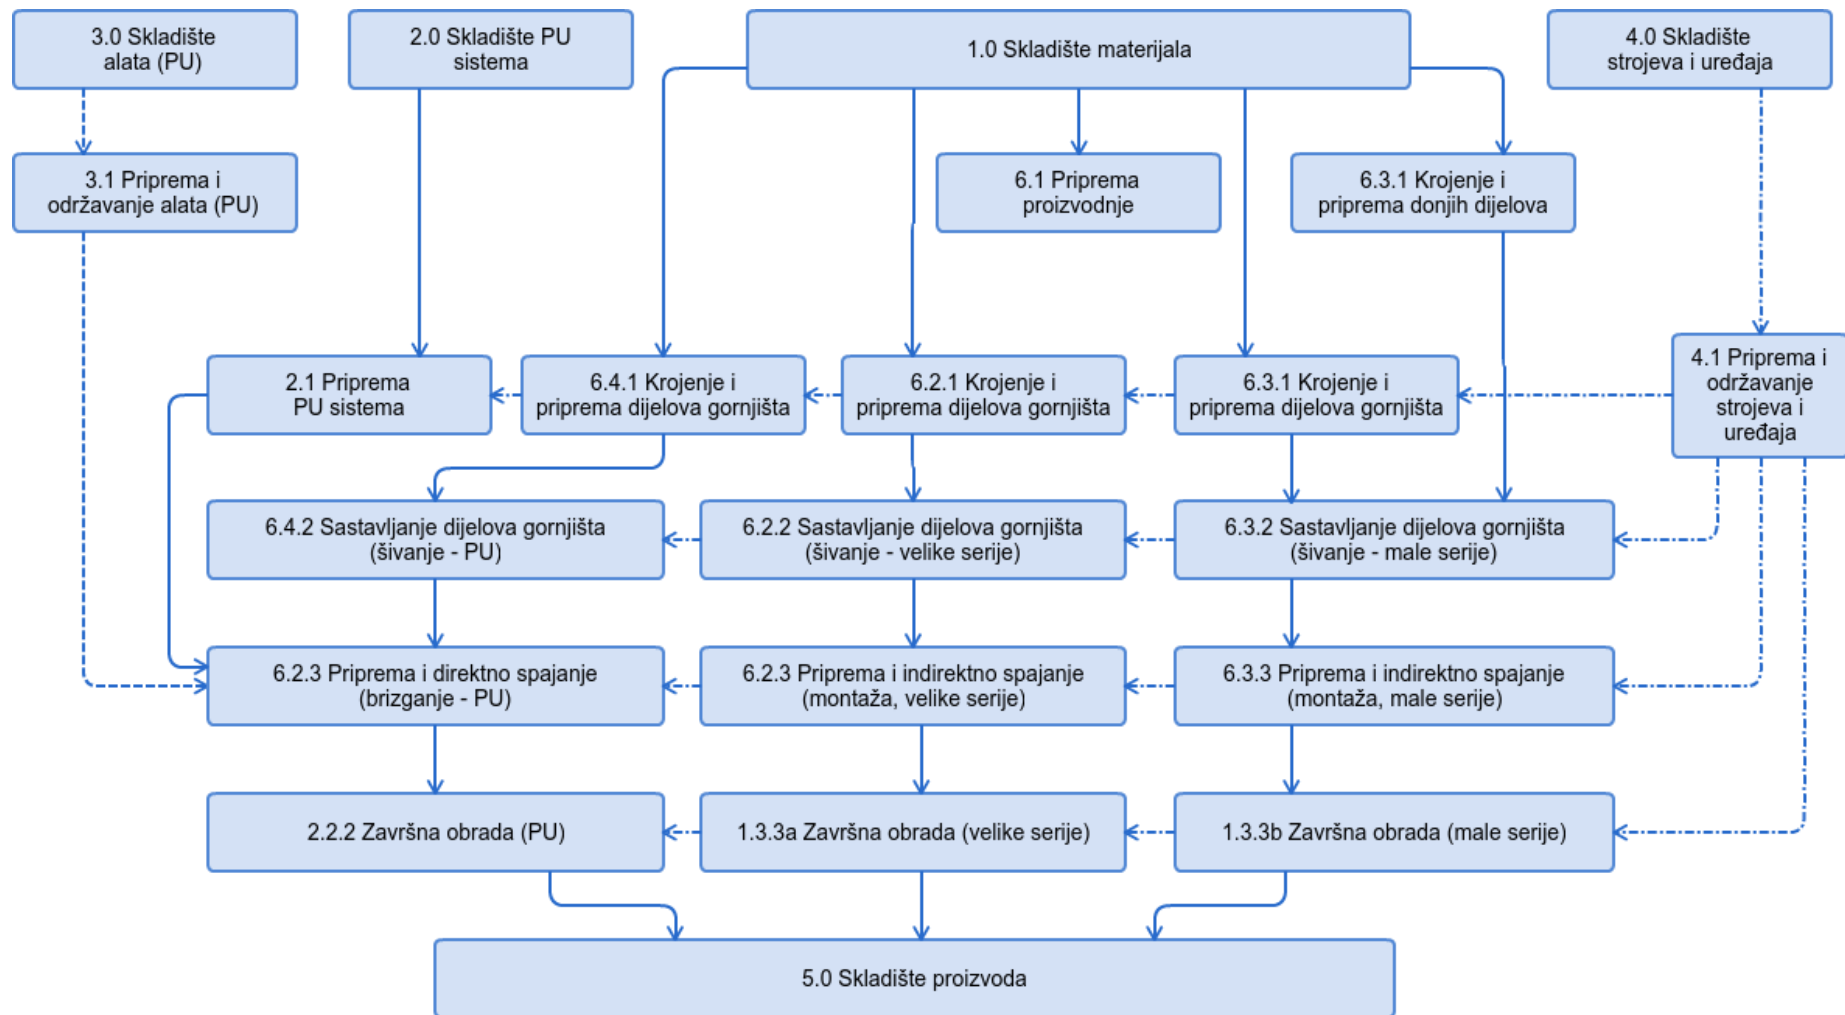 3.0 Skladište
alata (PU)
2.0 Skladište PU
sistema
1.0 Skladište materijala
4.0 Skladište
strojeva i uređaja
3.1 Priprema i
održavanje alata (PU)
6.1 Priprema
proizvodnje
6.3.1 Krojenje i
priprema donjih dijelova
2.1 Priprema
PU sistema
6.4.1 Krojenje i
priprema dijelova gornjišta
6.2.1 Krojenje i
priprema dijelova gornjišta
6.3.1 Krojenje i
priprema dijelova gornjišta
4.1 Priprema i
održavanje
strojeva i
uređaja
6.4.2 Sastavljanje dijelova gornjišta
(šivanje - PU)
6.2.2 Sastavljanje dijelova gornjišta
(šivanje - velike serije)
6.3.2 Sastavljanje dijelova gornjišta
(šivanje - male serije)
6.2.3 Priprema i direktno spajanje
(brizganje - PU)
6.2.3 Priprema i indirektno spajanje
(montaža, velike serije)
6.3.3 Priprema i indirektno spajanje
(montaža, male serije)
2.2.2 Završna obrada (PU)
1.3.3a Završna obrada (velike serije)
1.3.3b Završna obrada (male serije)
5.0 Skladište proizvoda